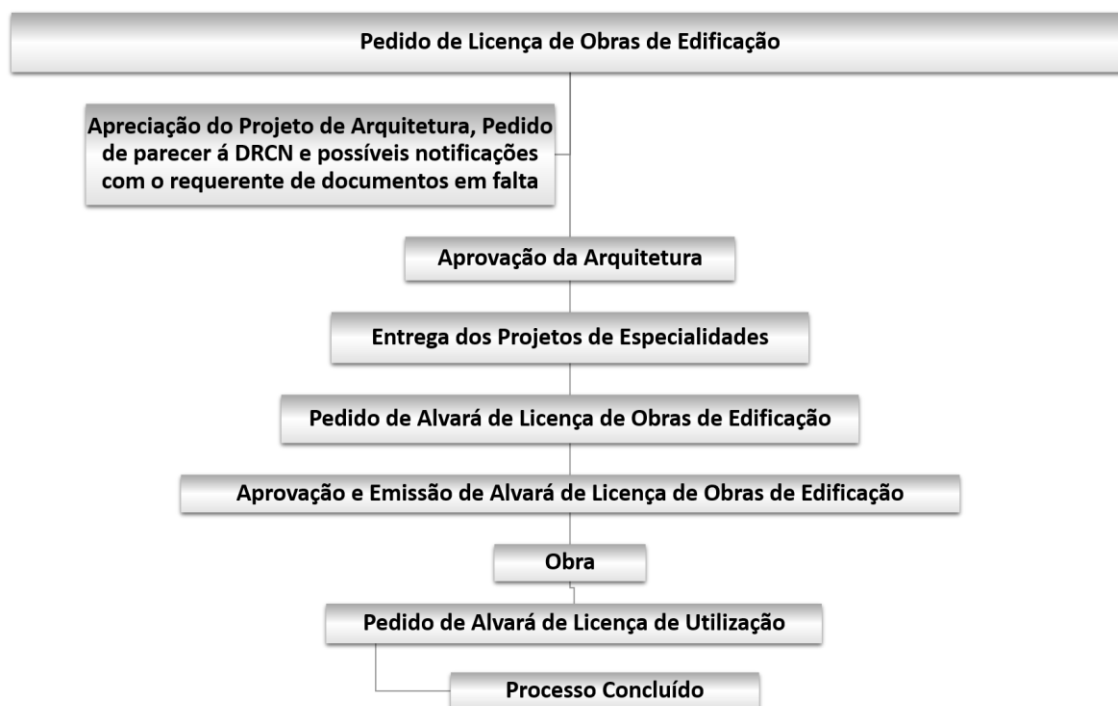 Pedido de Licença de Obras de Edificação
Apreciação do Projeto de Arquitetura, Pedido
de parecer á DRCN e possíveis notificações
com o requerente de documentos em falta
Aprovação da Arquitetura
Entrega dos Projetos de Especialidades
Pedido de Alvará de Licença de Obras de Edificação
Aprovação e Emissão de Alvará de Licença de Obras de Edificação
Obra
Pedido de Alvará de Licença de Utilização
Processo Concluído